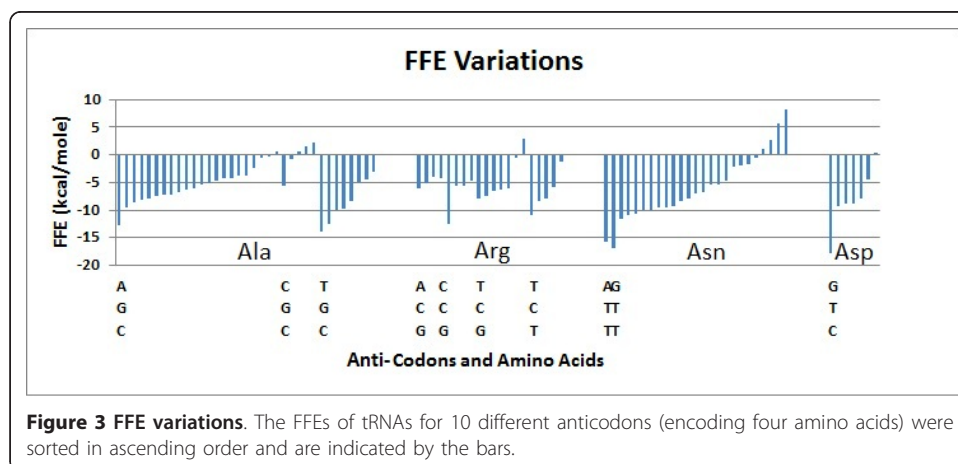 FFE Variations
10
5
0
-5
-10
-15
-20
FFE (kcal/mole)
Ala Arg Asn Asp
A C T A C T T AG G
G G G C C C C TT T
C C C G G G T TT C
Anti-Codons and Amino Acids
Figure 3 FFE variations. The FFEs of tRNAs for 10 different anticodons (encoding four amino acids) were
sorted in ascending order and are indicated by the bars.